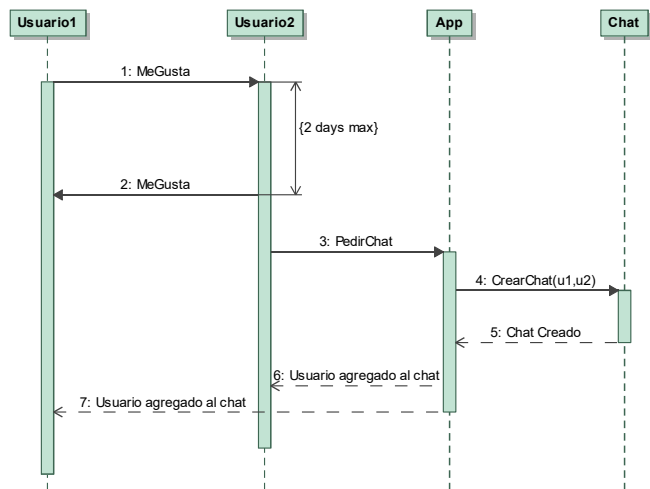 Usuario1
Usuario2
App
Chat
1: MeGusta
{2 days max}
2: MeGusta
3: PedirChat
4: CrearChat(u1,u2)
5: Chat Creado
6: Usuario agregado al chat
7: Usuario agregado al chat